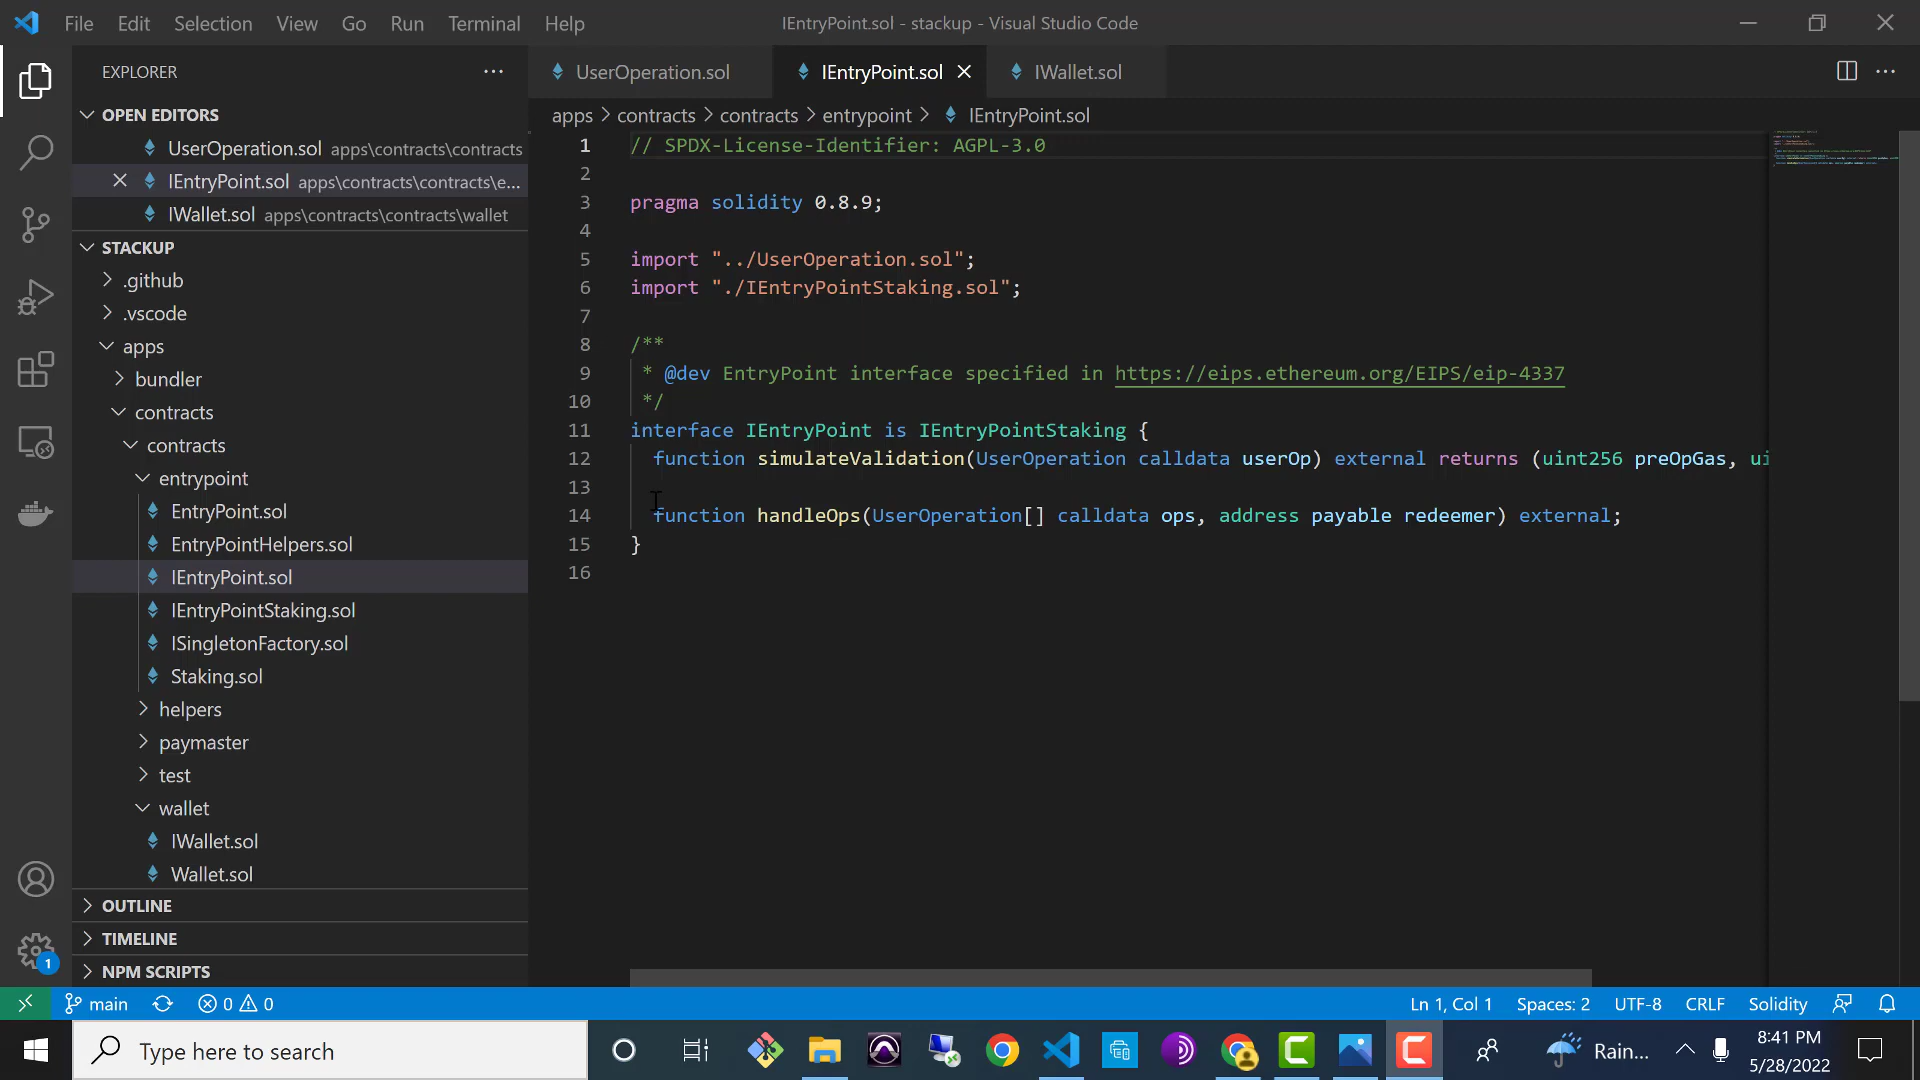 File Edit Selection View Go Run Terminal Help
IEntryPoint.sol - stackup - Visual Studio Code
EXPLORER
OPEN EDITORS
UserOperation.sol apps\contracts\contracts
IEntryPoint.sol apps\contracts\contracts\e...
IWallet.sol apps\contracts\contracts\wallet
STACKUP
.github
.vscode
apps
bundler
contracts
contracts
entrypoint
EntryPoint.sol
EntryPointHelpers.sol
IEntryPoint.sol
IEntryPointStaking.sol
ISingletonFactory.sol
Staking.sol
helpers
paymaster
test
wallet
IWallet.sol
Wallet.sol
OUTLINE
TIMELINE
NPM SCRIPTS
UserOperation.sol IEntryPoint.sol IWallet.sol
apps > contracts > contracts > entrypoint > IEntryPoint.sol
1 // SPDX-License-Identifier: AGPL-3.0
2
3 pragma solidity 0.8.9;
4
5 import "../UserOperation.sol";
6 import "./IEntryPointStaking.sol";
7
8 /**
9 * @dev EntryPoint interface specified in https://eips.ethereum.org/EIPS/eip-4337
10 */
11 interface IEntryPoint is IEntryPointStaking {
12 function simulateValidation(UserOperation calldata userOp) external returns (uint256 preOpGas, ui
13
14 function handleOps(UserOperation[] calldata ops, address payable redeemer) external;
15 }
16
1
main 0 0 Ln 1, Col 1 Spaces: 2 UTF-8 CRLF Solidity
Type here to search
Rain...
8:41 PM
5/28/2022